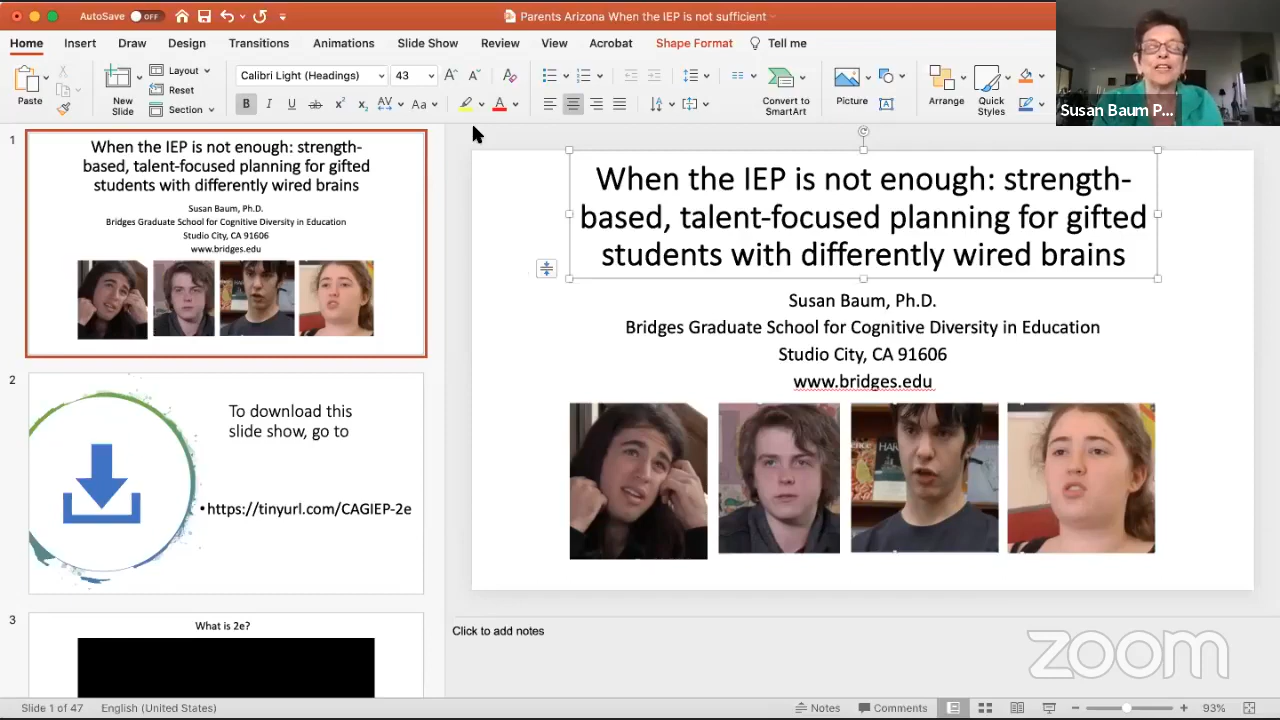 AutoSave OFF
Parents Arizona When the IEP is not sufficient
Home Insert Draw Design Transitions Animations Slide Show Review View Acrobat Shape Format Tell me
Paste
New Slide
Layout
Reset
Section
Calibri Light (Headings) 43
B I U ab x² x₂ AV Aa A
Convert to SmartArt
Picture
Arrange
Quick Styles
Susan Baum P...
1
When the IEP is not enough: strength-
based, talent-focused planning for gifted
students with differently wired brains
Susan Baum, Ph.D.
Bridges Graduate School for Cognitive Diversity in Education
Studio City, CA 91606
www.bridges.edu
2
To download this
slide show, go to
•https://tinyurl.com/CAGIEP-2e
3
What is 2e?
When the IEP is not enough: strength-
based, talent-focused planning for gifted
students with differently wired brains
Susan Baum, Ph.D.
Bridges Graduate School for Cognitive Diversity in Education
Studio City, CA 91606
www.bridges.edu
Click to add notes
zoom
Slide 1 of 47 English (United States) Notes Comments 93%